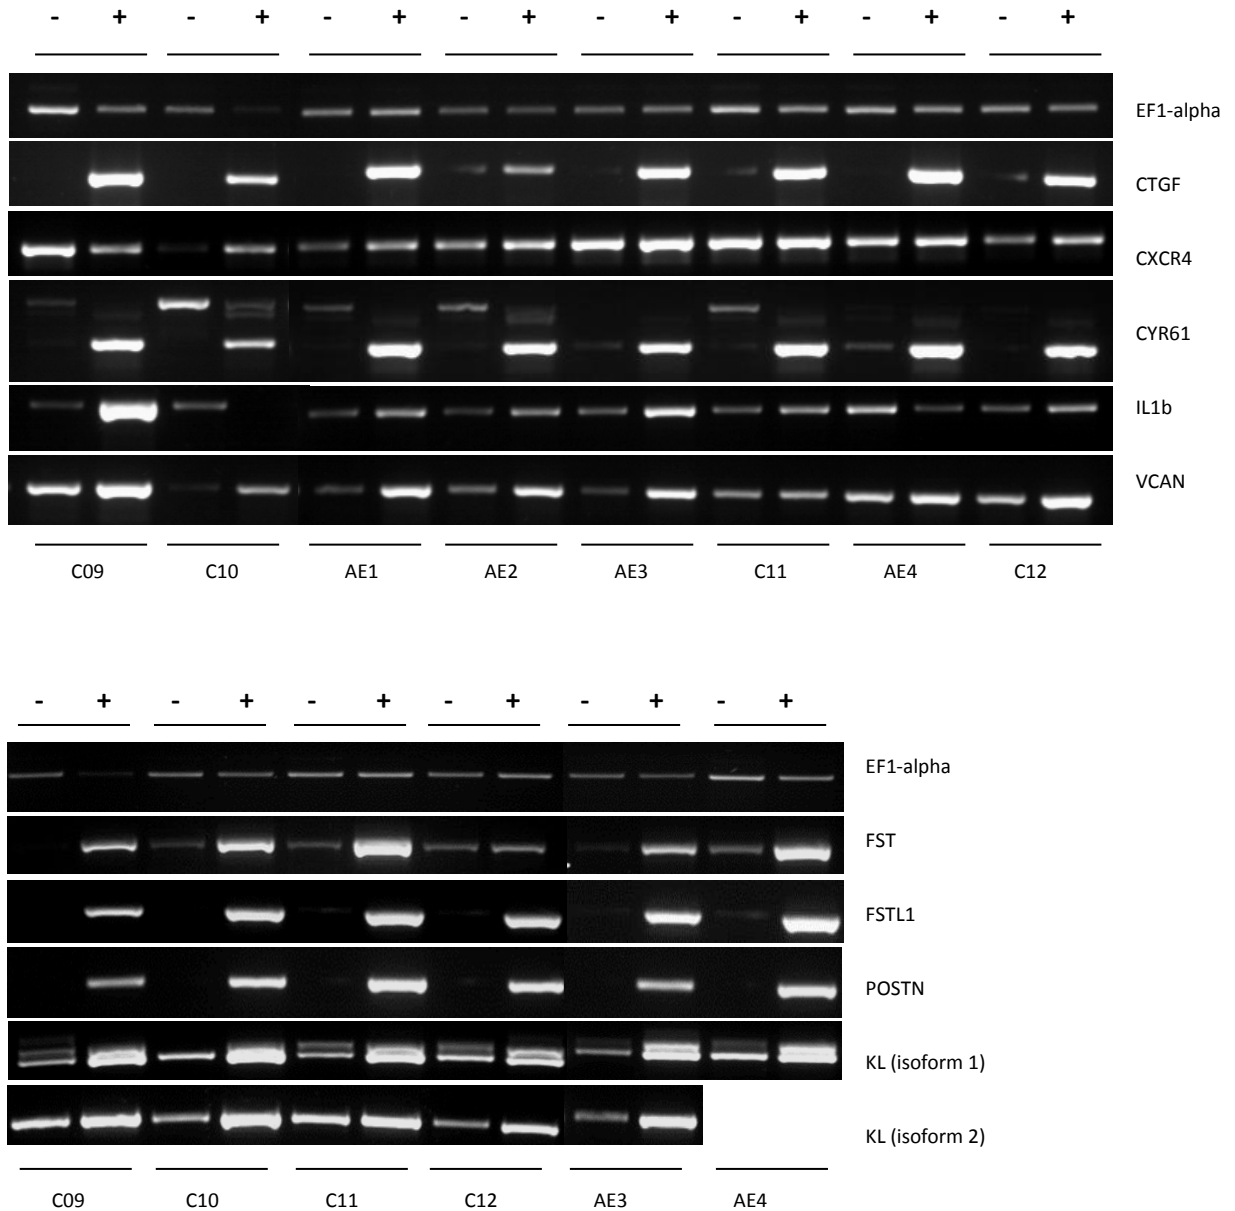 - + - + - + - + - + - + - + - +
EF1-alpha
CTGF
CXCR4
CYR61
IL1b
VCAN
C09 C10 AE1 AE2 AE3 C11 AE4 C12
- + - + - + - + - + - +
EF1-alpha
FST
FSTL1
POSTN
KL (isoform 1)
KL (isoform 2)
C09 C10 C11 C12 AE3 AE4